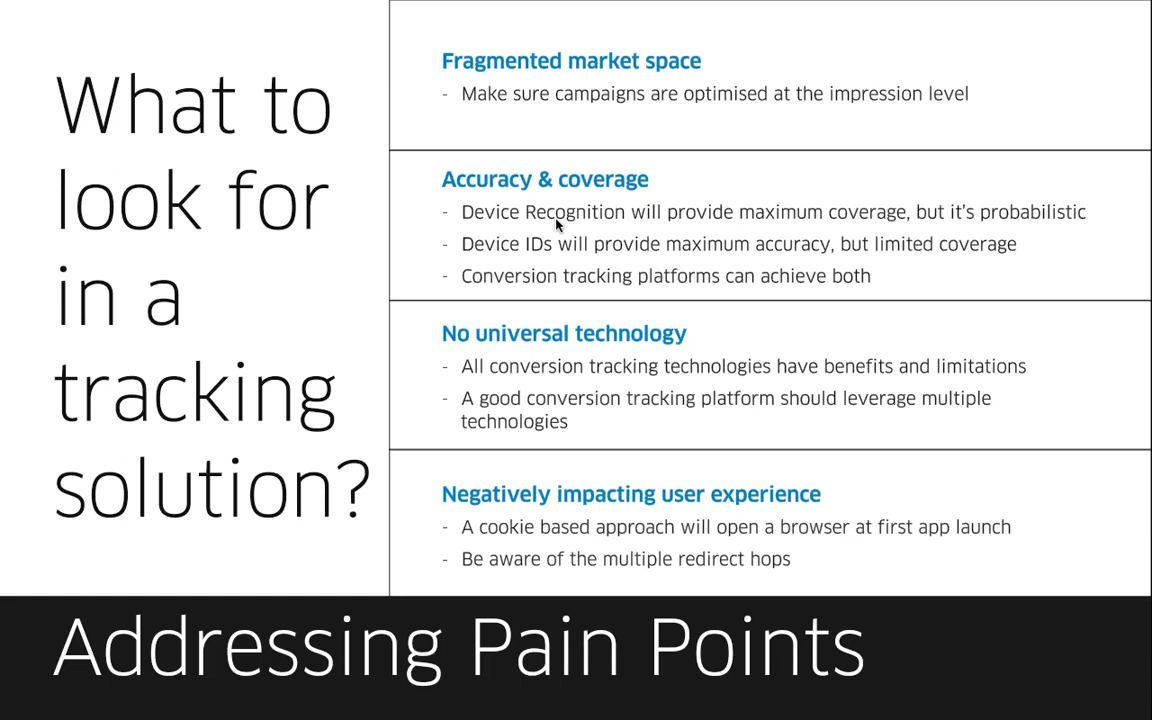 What to
look for
in a
tracking
solution?
Fragmented market space
- Make sure campaigns are optimised at the impression level
Accuracy & coverage
- Device Recognition will provide maximum coverage, but it's probabilistic
- Device IDs will provide maximum accuracy, but limited coverage
- Conversion tracking platforms can achieve both
No universal technology
- All conversion tracking technologies have benefits and limitations
- A good conversion tracking platform should leverage multiple
technologies
Negatively impacting user experience
- A cookie based approach will open a browser at first app launch
- Be aware of the multiple redirect hops
Addressing Pain Points